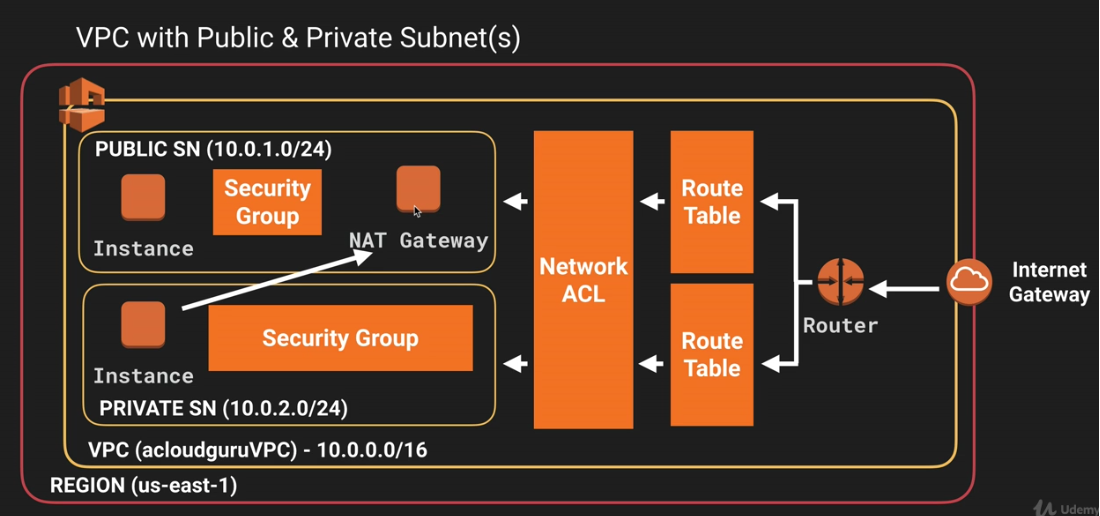 VPC with Public & Private Subnet(s)
PUBLIC SN (10.0.1.0/24)
Security
Group
Instance
NAT Gateway
Instance
Security Group
PRIVATE SN (10.0.2.0/24)
Network
ACL
Route
Table
Route
Table
Router
Internet
Gateway
VPC (acloudguruVPC) - 10.0.0.0/16
REGION (us-east-1)
Udemy